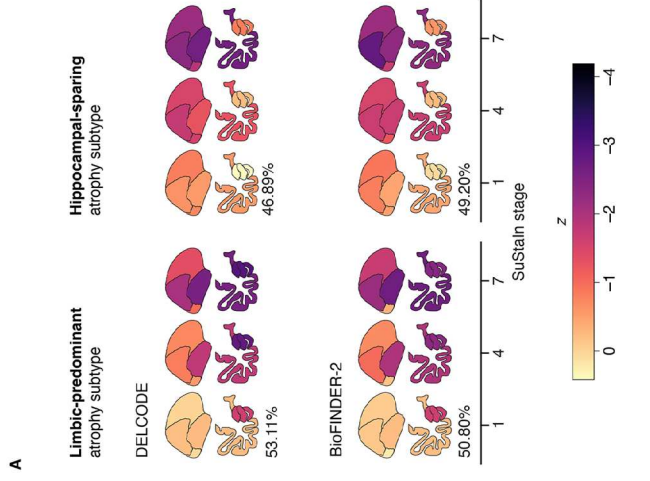 A
Limbic-predominant
atrophy subtype
Hippocampal-sparing
atrophy subtype
DELCODE
53.11%
46.89%
BioFINDER-2
50.80%
49.20%
1 4 7 1 4 7
SuStaIn stage
z
0 −1 −2 −3 −4